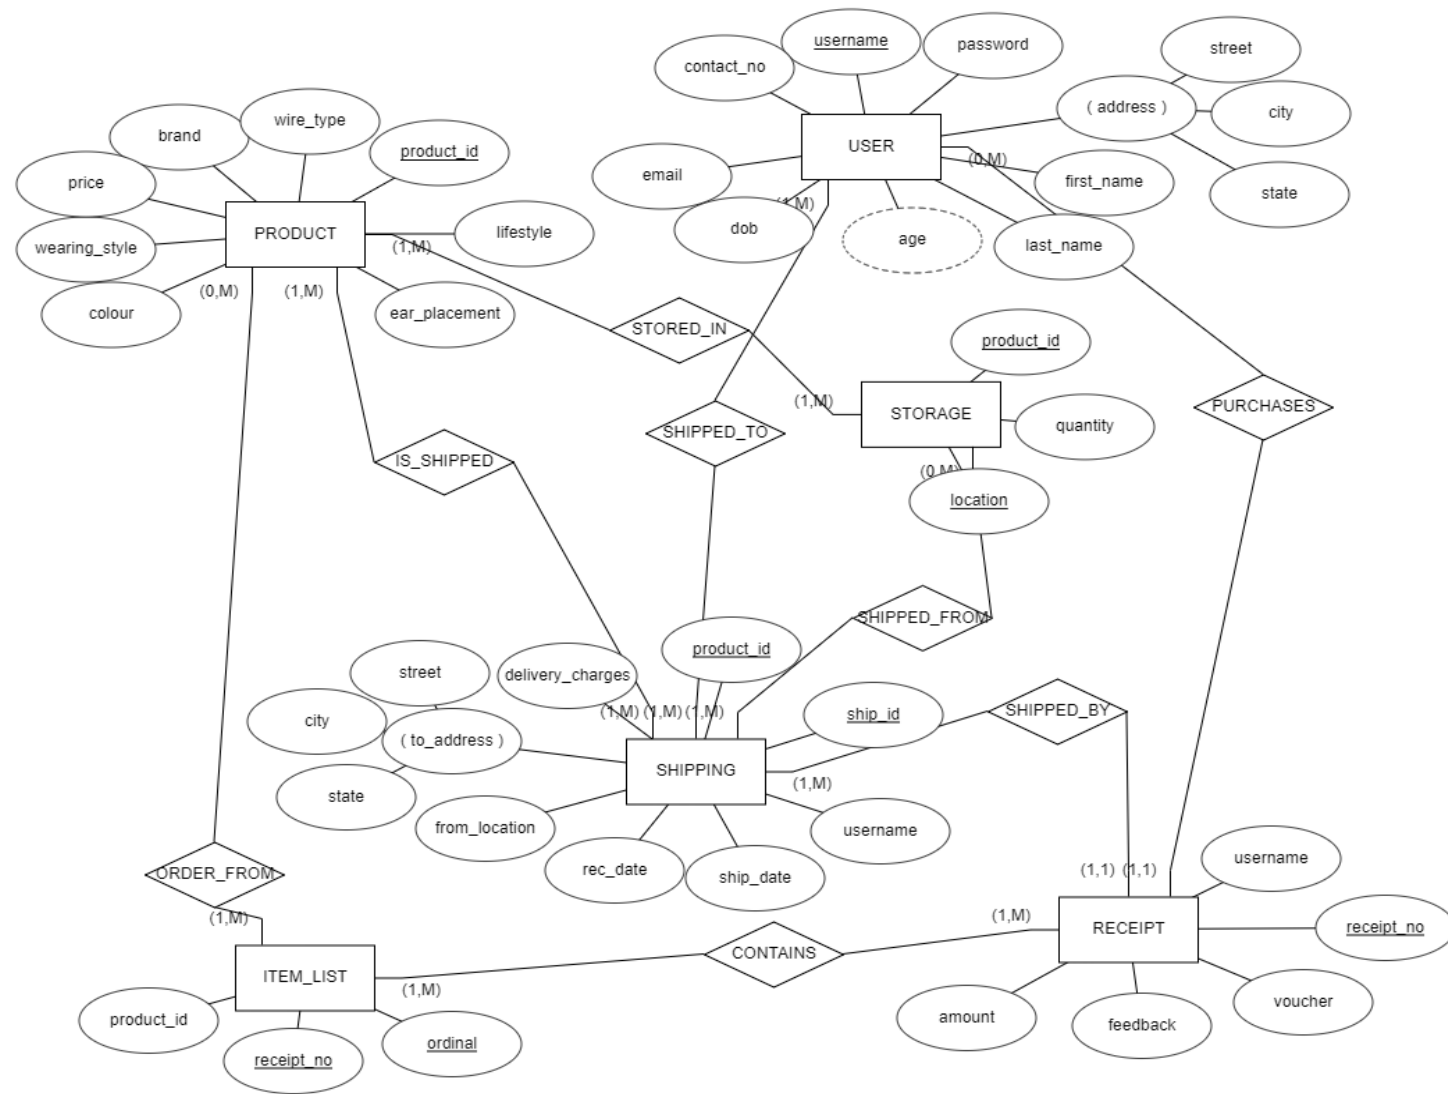 username
password
street
contact_no
( address )
city
brand
wire_type
product_id
USER
(0,M)
price
email
first_name
state
(1,M)
wearing_style
PRODUCT
lifestyle
dob
age
last_name
(1,M)
(0,M)
(1,M)
colour
ear_placement
STORED_IN
product_id
(1,M)
STORAGE
PURCHASES
quantity
SHIPPED_TO
IS_SHIPPED
(0,M)
location
SHIPPED_FROM
product_id
street
delivery_charges
city
(1,M)
(1,M)
(1,M)
ship_id
SHIPPED_BY
( to_address )
SHIPPING
(1,M)
state
from_location
username
rec_date
ship_date
ORDER_FROM
(1,1)
(1,1)
username
(1,M)
(1,M)
RECEIPT
receipt_no
ITEM_LIST
CONTAINS
(1,M)
voucher
product_id
amount
feedback
ordinal
receipt_no